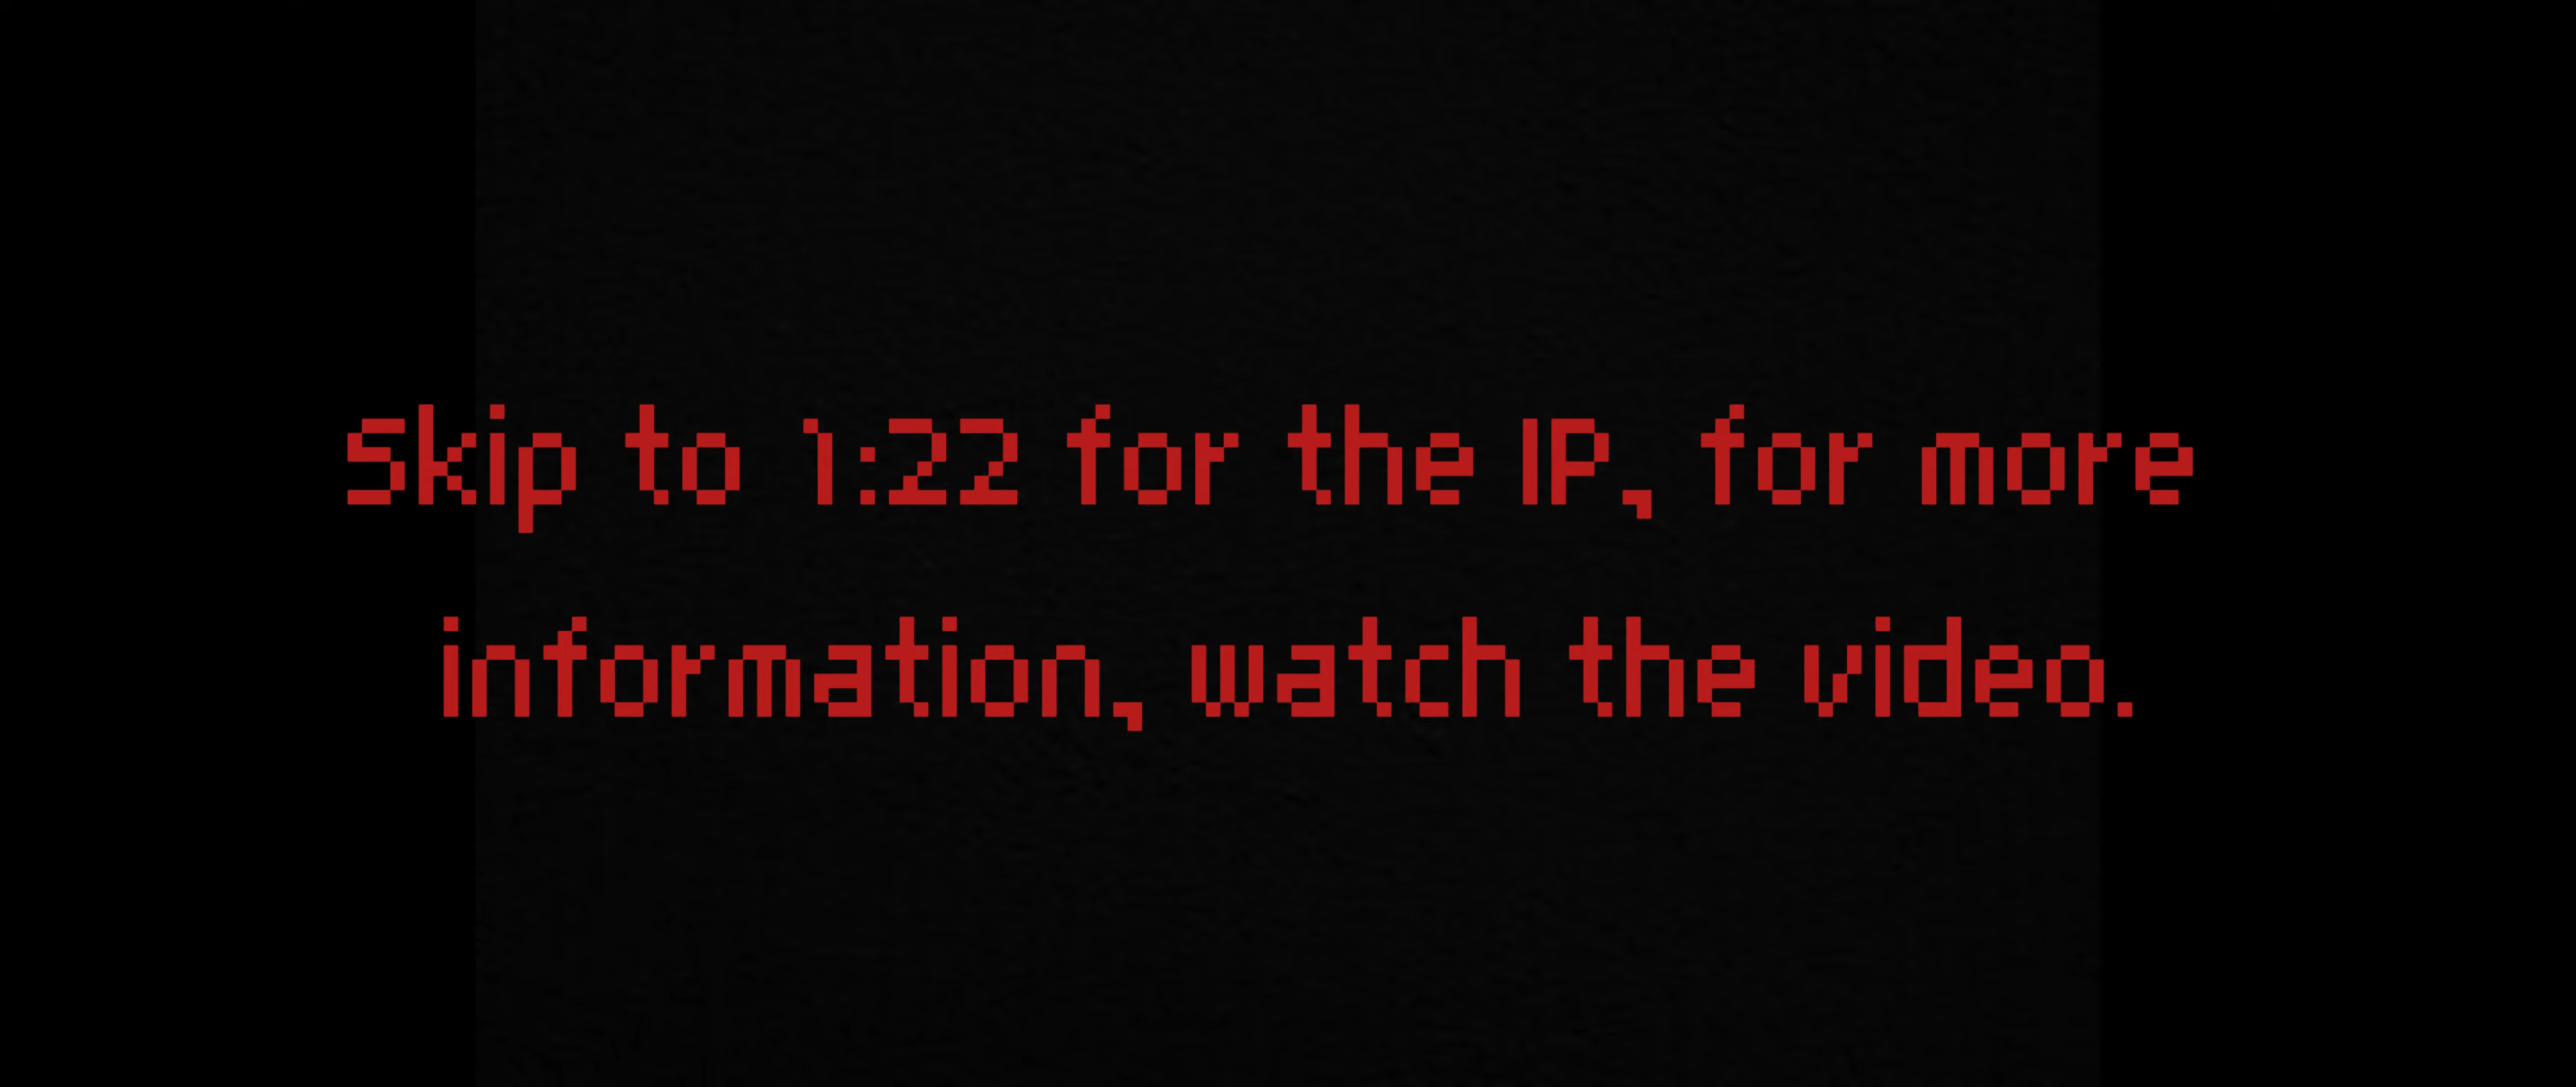 Skip to 1:22 for the IP, for more
information, watch the video.